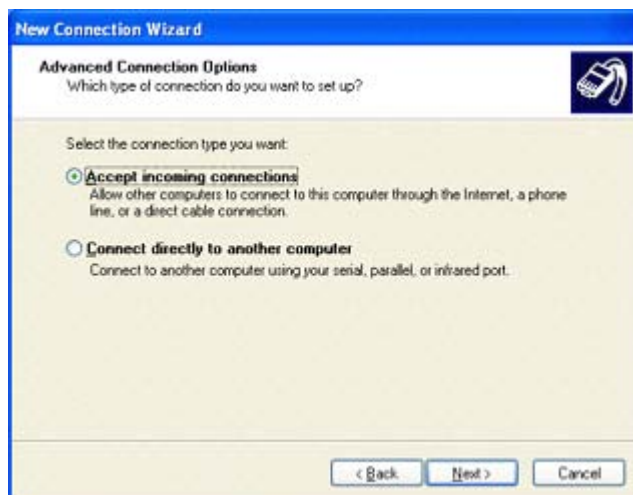 New Connection Wizard
Advanced Connection Options
Which type of connection do you want to set up?
Select the connection type you want:
Accept incoming connections
Allow other computers to connect to this computer through the Internet, a phone
line, or a direct cable connection.
Connect directly to another computer
Connect to another computer using your serial, parallel, or infrared port.
< Back
Next >
Cancel